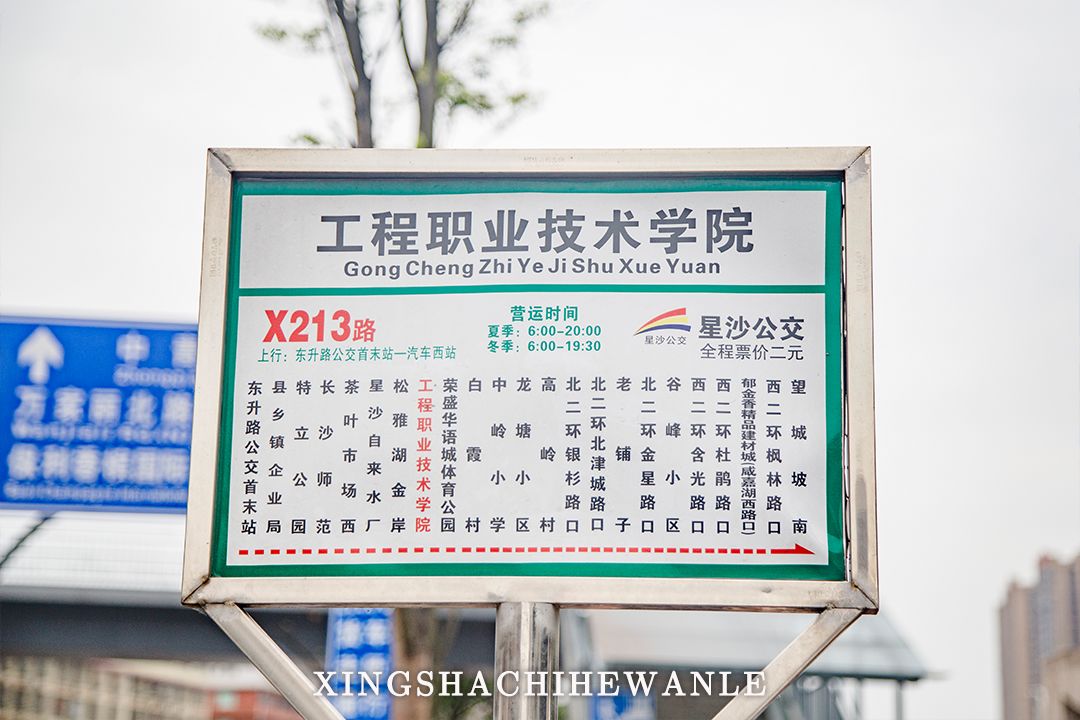 工程职业技术学院
Gong Cheng Zhi Ye Ji Shu Xue Yuan
X213路
上行：东升路公交首末站—汽车西站
营运时间
夏季：6:00-20:00
冬季：6:00-19:30
星沙公交
星沙公交
全程票价二元
东升路公交首末站
县乡镇企业局
特立公园
长沙师范
茶叶市场西
星沙自来水厂
松雅湖金岸
工程职业技术学院
荣盛华语城体育公园
白霞村
中岭小学
龙塘小区
高岭村
北二环银杉路口
北二环北津城路口
老铺子
北二环金星路口
谷峰小区
西二环含光路口
西二环杜鹃路口
郁金香精品建材城(咸嘉湖西路口)
西二环枫林路口
望城坡南
万家丽北路
XINGSHACHIHEWANLE